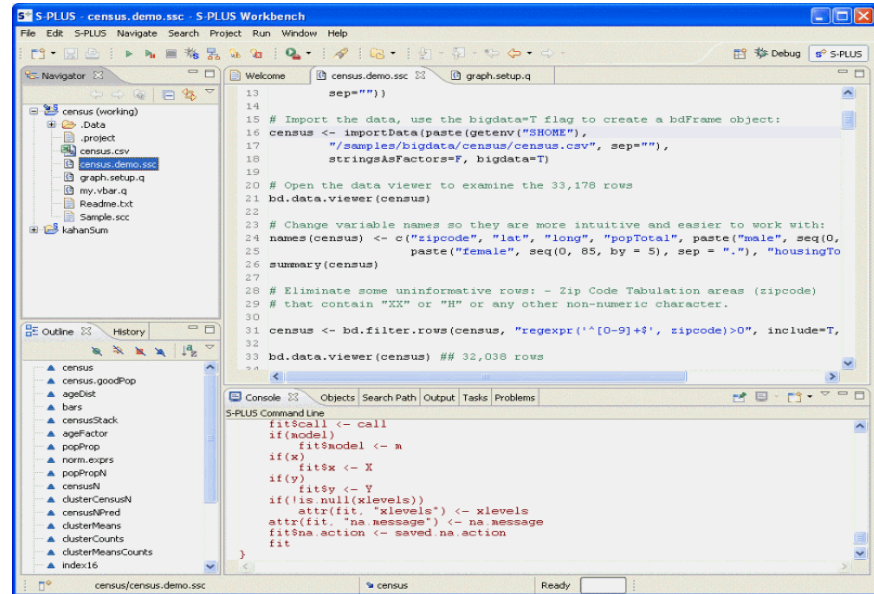 S-PLUS - census.demo.ssc - S-PLUS Workbench
File Edit S-PLUS Navigate Search Project Run Window Help
Debug S-PLUS
Navigator
census (working)
.Data
.project
census.csv
census.demo.ssc
graph.setup.q
my.vbar.q
Readme.txt
Sample.scc
kahanSum
Welcome census.demo.ssc graph.setup.q
13 sep=""))
14
15 # Import the data, use the bigdata=T flag to create a bdFrame object:
16 census <- importData(paste(getenv("SHOME"),
17 "/samples/bigdata/census/census.csv", sep=""),
18 stringsAsFactors=F, bigdata=T)
19
20 # Open the data viewer to examine the 33,178 rows
21 bd.data.viewer(census)
22
23 # Change variable names so they are more intuitive and easier to work with:
24 names(census) <- c("zipcode", "lat", "long", "popTotal", paste("male", seq(0,
25 paste("female", seq(0, 85, by = 5), sep = "."), "housingTo
26 summary(census)
27
28 # Eliminate some uninformative rows: - Zip Code Tabulation areas (zipcode)
29 # that contain "XX" or "H" or any other non-numeric character.
30
31 census <- bd.filter.rows(census, "regexpr('^[0-9]+$', zipcode)>0", include=T,
32
33 bd.data.viewer(census) ## 32,038 rows
34
Outline History
census
census.goodPop
ageDist
bars
censusStack
ageFactor
popProp
norm.exprs
popPropN
censusN
clusterCensusN
censusNPred
clusterMeans
clusterCounts
clusterMeansCounts
index16
Console Objects Search Path Output Tasks Problems
S-PLUS Command Line
fit$call <- call
if(model)
fit$model <- m
if(x)
fit$x <- X
if(y)
fit$y <- Y
if(!is.null(xlevels))
attr(fit, "xlevels") <- xlevels
attr(fit, "na.message") <- na.message
fit$na.action <- saved.na.action
fit
}
census/census.demo.ssc census Ready